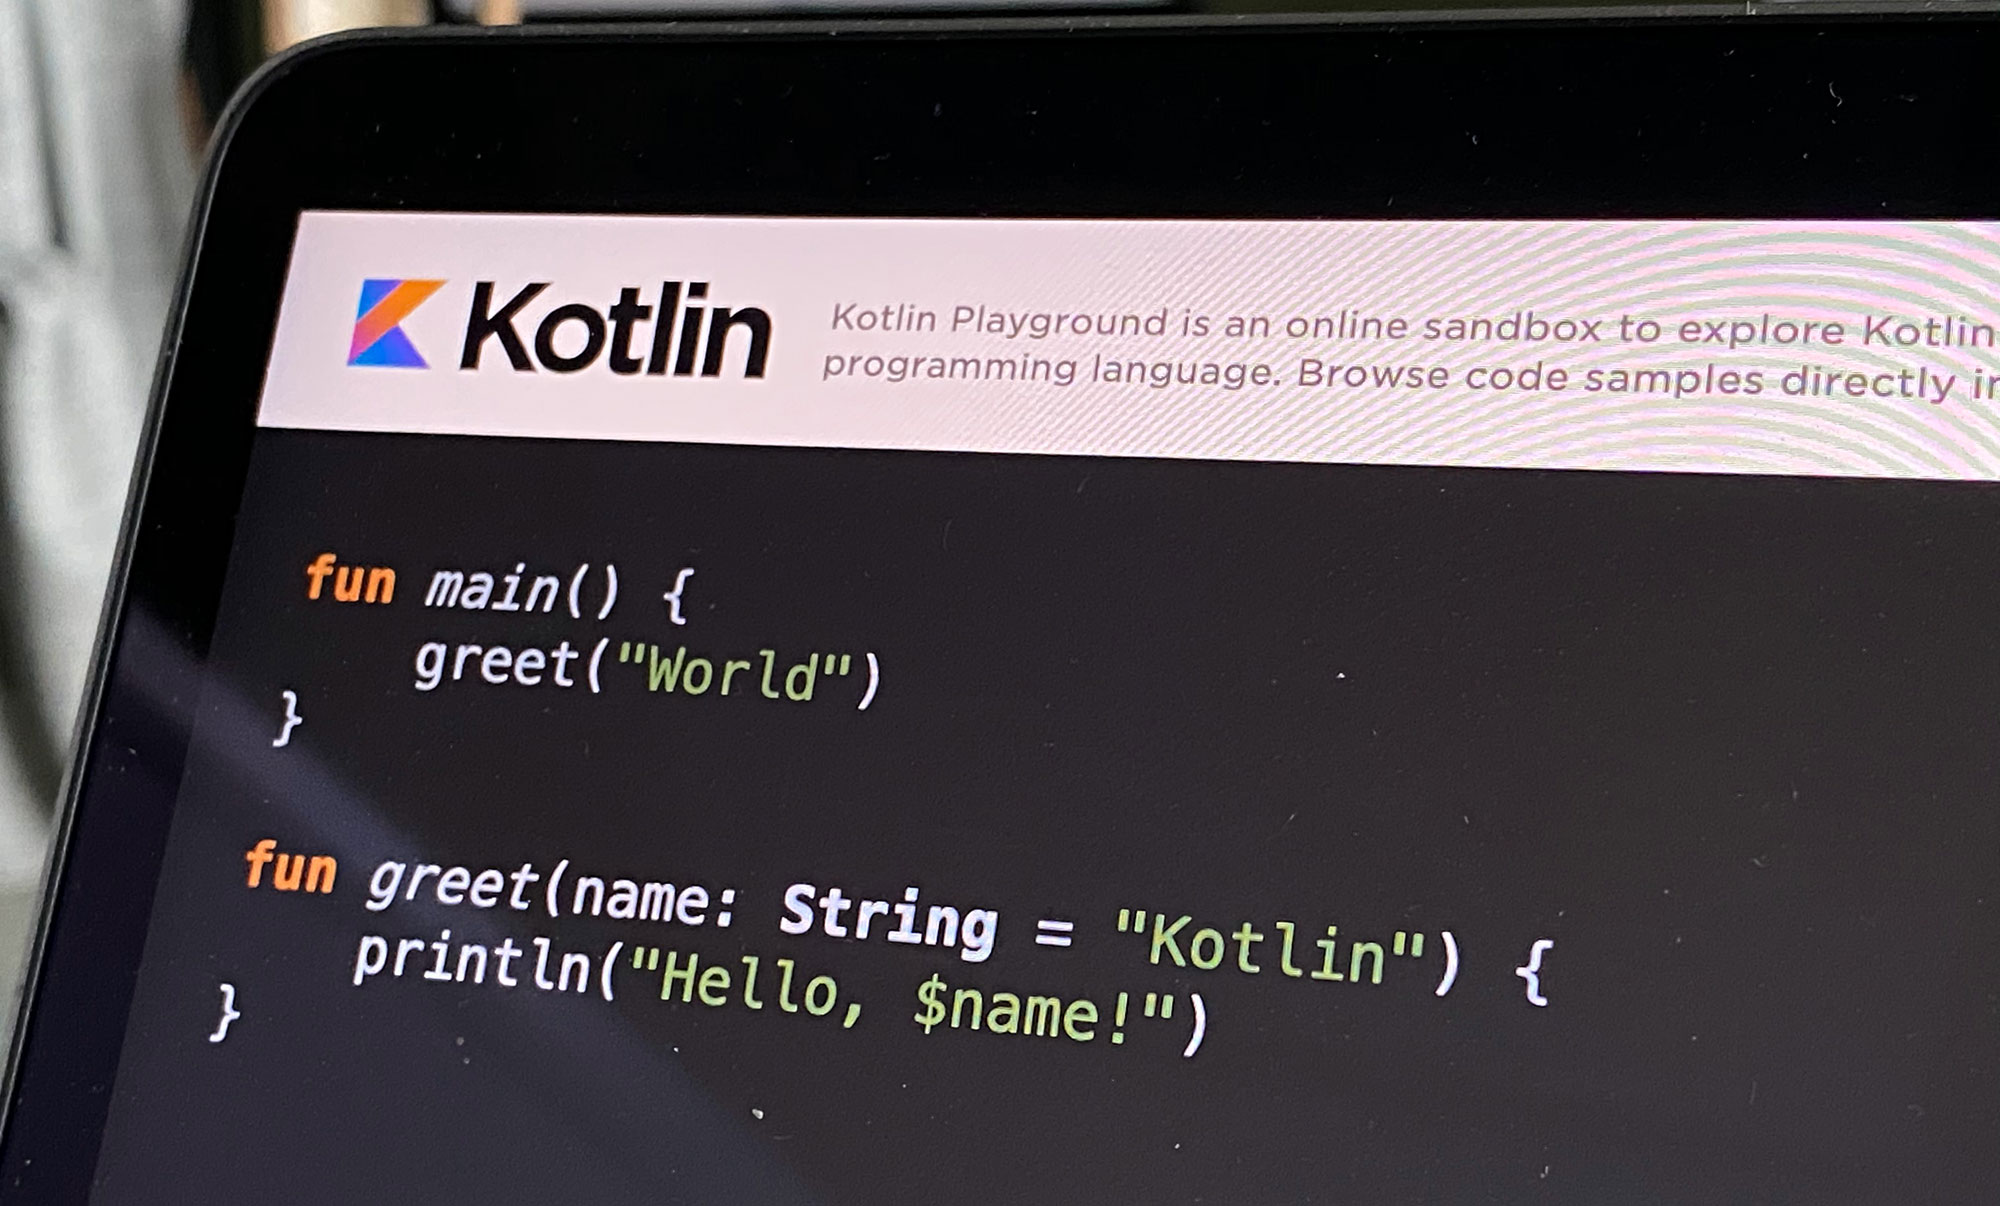 Kotlin
Kotlin Playground is an online sandbox to explore Kotlin
programming language. Browse code samples directly
fun main() {
    greet("World")
}
fun greet(name: String = "Kotlin") {
    println("Hello, $name!")
}